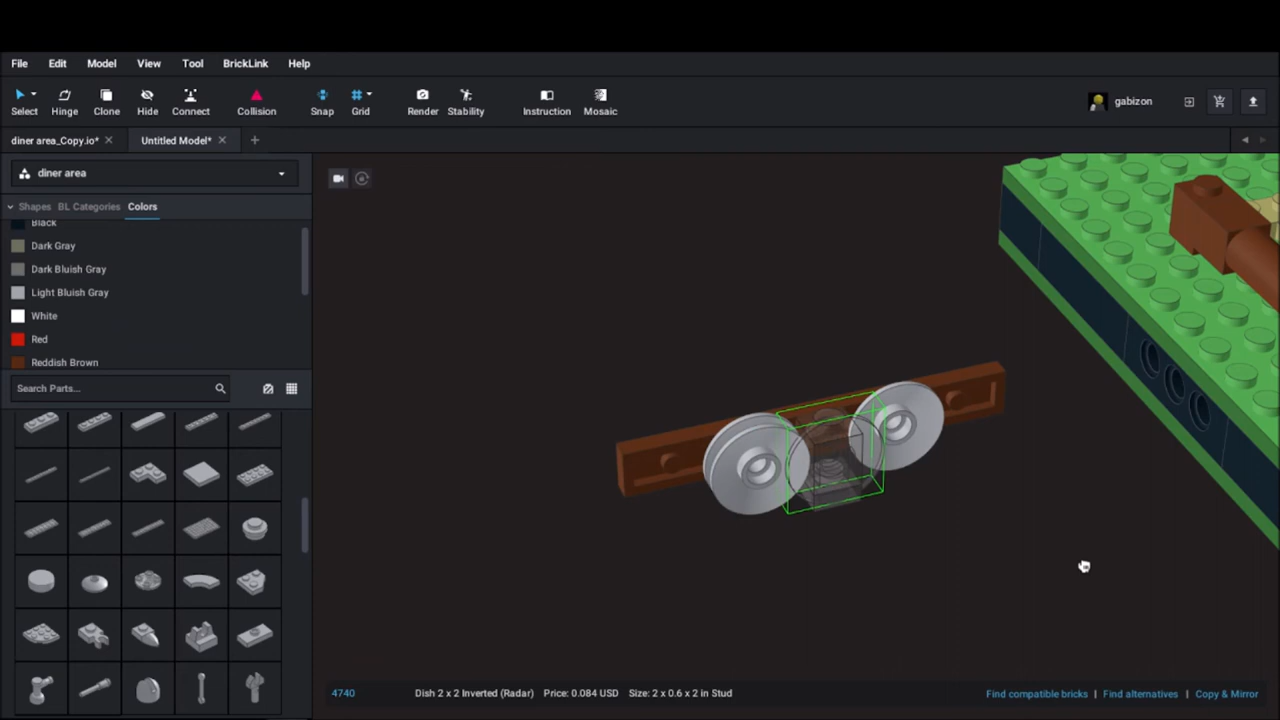 File Edit Model View Tool BrickLink Help
Select Hinge Clone Hide Connect Collision Snap Grid Render Stability Instruction Mosaic gabizon
diner area_Copy.io* Untitled Model*
diner area
Shapes BL Categories Colors
Black
Dark Gray
Dark Bluish Gray
Light Bluish Gray
White
Red
Reddish Brown
Search Parts...
4740 Dish 2 x 2 Inverted (Radar) Price: 0.084 USD Size: 2 x 0.6 x 2 in Stud Find compatible bricks | Find alternatives | Copy & Mirror